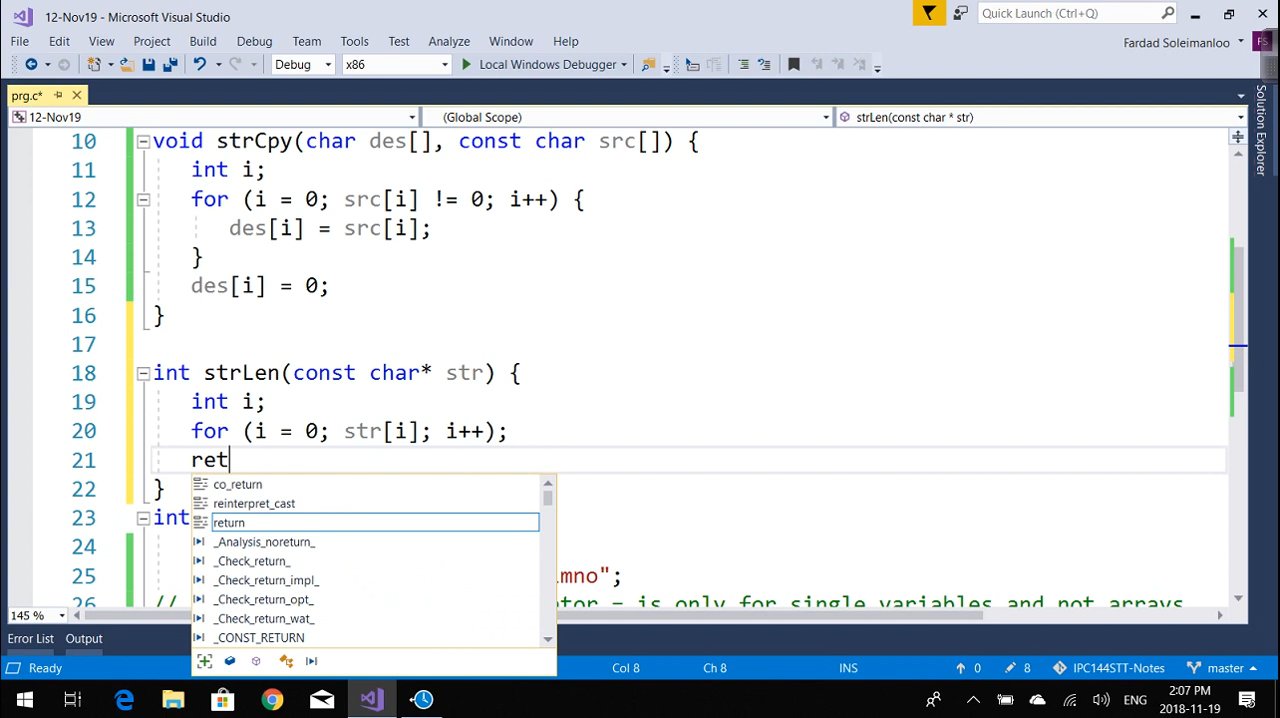 12-Nov19 - Microsoft Visual Studio
Quick Launch (Ctrl+Q)
File Edit View Project Build Debug Team Tools Test Analyze Window Help
Fardad Soleimanloo FS
Debug x86 Local Windows Debugger
prg.c*
12-Nov19 (Global Scope) strLen(const char * str)
Solution Explorer
10 void strCpy(char des[], const char src[]) {
11 int i;
12 for (i = 0; src[i] != 0; i++) {
13 des[i] = src[i];
14 }
15 des[i] = 0;
16 }
17
18 int strLen(const char* str) {
19 int i;
20 for (i = 0; str[i]; i++);
21 ret
22 }
23 int
24
25 mno";
26 // = is only for single variables and not arrays
co_return
reinterpret_cast
return
_Analysis_noreturn_
_Check_return_
_Check_return_impl_
_Check_return_opt_
_Check_return_wat_
_CONST_RETURN
145 %
Error List Output
Ready Col 8 Ch 8 INS 0 8 IPC144STT-Notes master
ENG 2:07 PM
2018-11-19